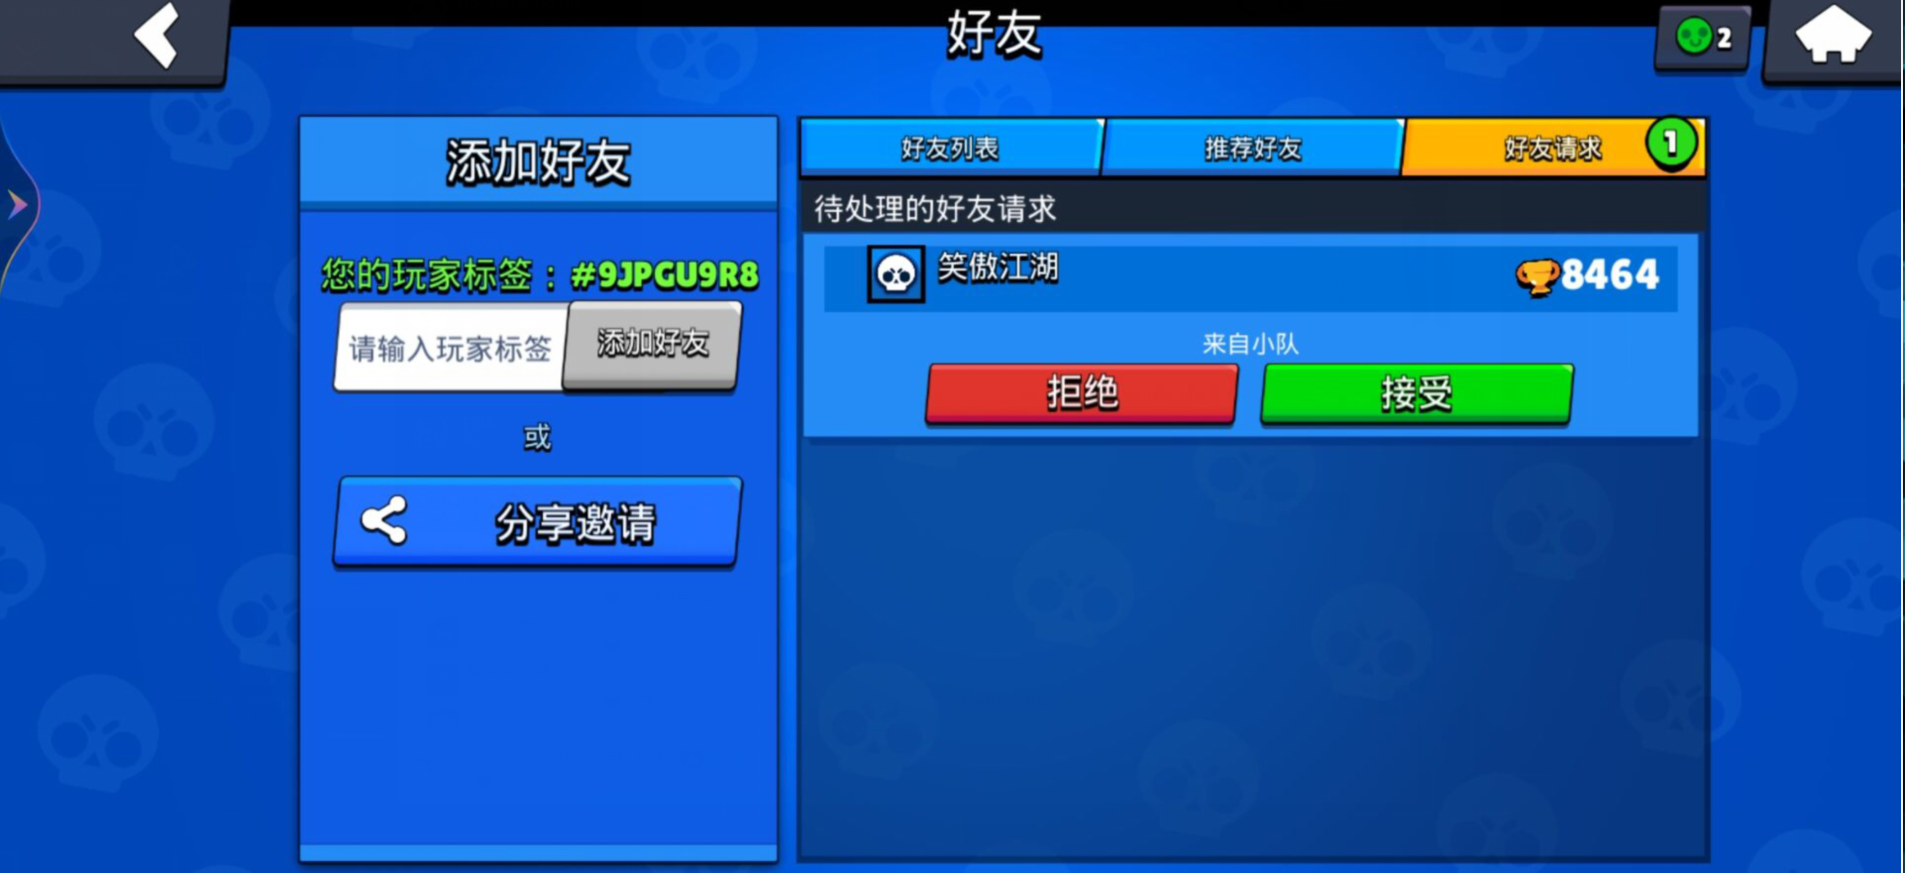 好友
2
添加好友
您的玩家标签：#9JPGU9R8
请输入玩家标签
添加好友
或
分享邀请
好友列表
推荐好友
好友请求
1
待处理的好友请求
笑傲江湖
8464
来自小队
拒绝
接受